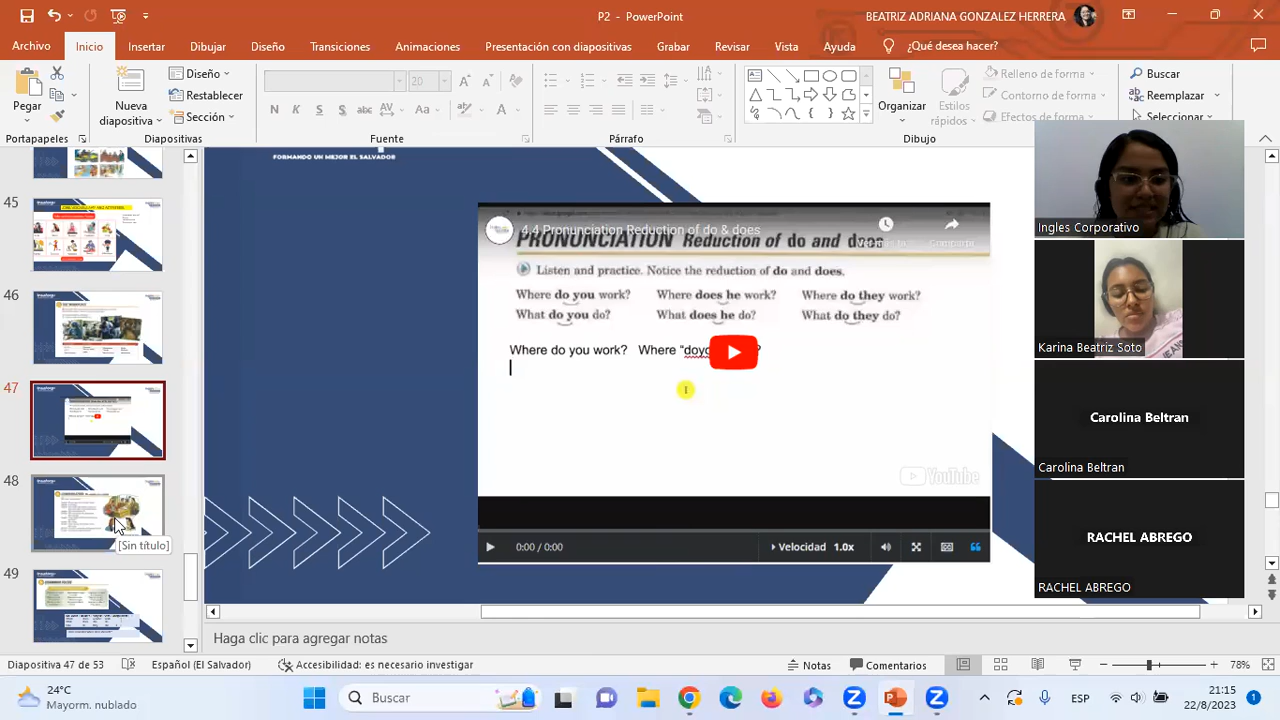 P2 - PowerPoint
BEATRIZ ADRIANA GONZALEZ HERRERA
Archivo Inicio Insertar Dibujar Diseño Transiciones Animaciones Presentación con diapositivas Grabar Revisar Vista Ayuda ¿Qué desea hacer?
Pegar
Nueva diapositiva
Diseño
Restablecer
Sección
20
N K S abc AV Aa A
Organizar
Estilos rápidos
Relleno de forma
Contorno de forma
Efectos de forma
Buscar
Reemplazar
Seleccionar
Portapapeles Diapositivas Fuente Párrafo Dibujo
FORMANDO UN MEJOR EL SALVADOR
45
46
47
48
[Sin título]
49
4.4 Pronunciation Reduction of do & does
PRONUNCIATION Reduction of do and does
Listen and practice. Notice the reduction of do and does.
Where do you work? Where does he work? Where do they work?
What do you do? What does he do? What do they do?
Where do you work? Where “doyo
YouTube
0:00 / 0:00
Velocidad 1.0x
Ingles Corporativo
Karina Beatriz Soto
Carolina Beltran
Carolina Beltran
RACHEL ABREGO
RACHEL ABREGO
Haga clic para agregar notas
Diapositiva 47 de 53 Español (El Salvador) Accesibilidad: es necesario investigar Notas Comentarios 78%
24°C
Mayorm. nublado
Buscar
ESP
21:15
22/8/2023
1